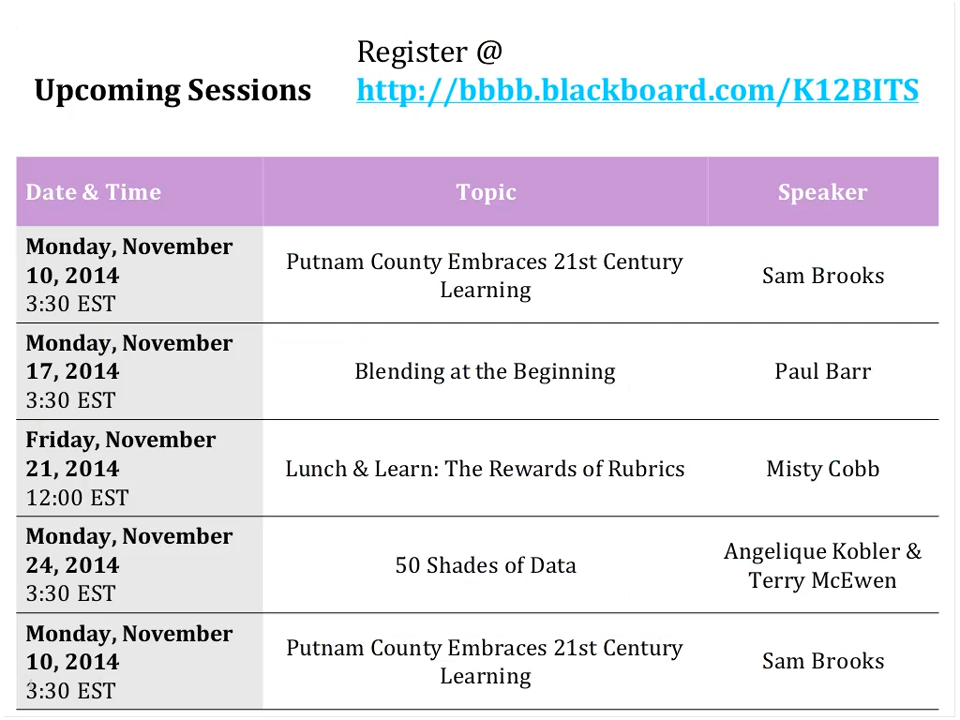 Register @
Upcoming Sessions
http://bbbb.blackboard.com/K12BITS
Date & Time
Topic
Speaker
Monday, November
10, 2014
3:30 EST
Putnam County Embraces 21st Century
Learning
Sam Brooks
Monday, November
17, 2014
3:30 EST
Blending at the Beginning
Paul Barr
Friday, November
21, 2014
12:00 EST
Lunch & Learn: The Rewards of Rubrics
Misty Cobb
Monday, November
24, 2014
3:30 EST
50 Shades of Data
Angelique Kobler &
Terry McEwen
Monday, November
10, 2014
3:30 EST
Putnam County Embraces 21st Century
Learning
Sam Brooks